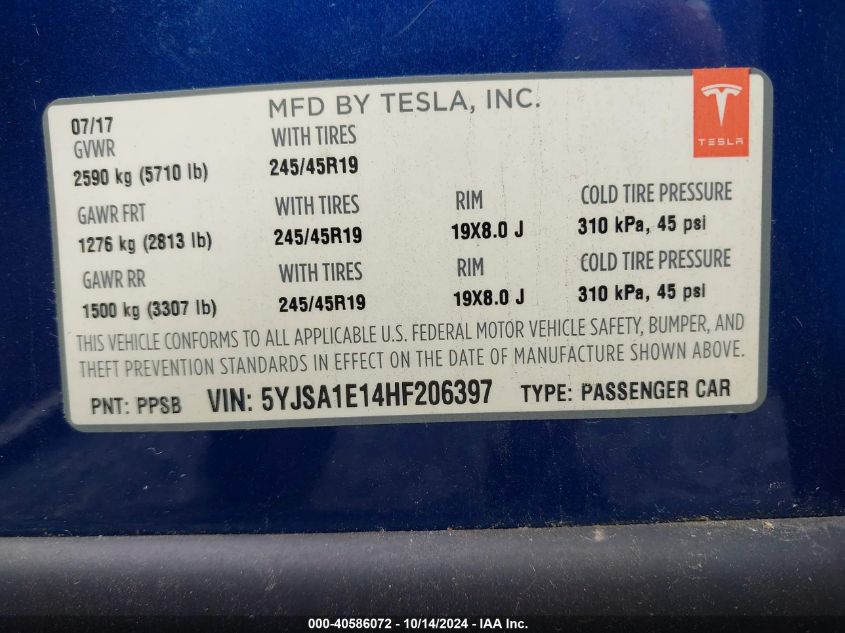 MFD BY TESLA, INC.
TESLA
07/17
GVWR WITH TIRES
2590 kg (5710 lb) 245/45R19
GAWR FRT WITH TIRES RIM COLD TIRE PRESSURE
1276 kg (2813 lb) 245/45R19 19X8.0 J 310 kPa, 45 psi
GAWR RR WITH TIRES RIM COLD TIRE PRESSURE
1500 kg (3307 lb) 245/45R19 19X8.0 J 310 kPa, 45 psi
THIS VEHICLE CONFORMS TO ALL APPLICABLE U.S. FEDERAL MOTOR VEHICLE SAFETY, BUMPER, AND
THEFT PREVENTION STANDARDS IN EFFECT ON THE DATE OF MANUFACTURE SHOWN ABOVE.
PNT: PPSB VIN: 5YJSA1E14HF206397 TYPE: PASSENGER CAR
000-40586072 - 10/14/2024 - IAA Inc.